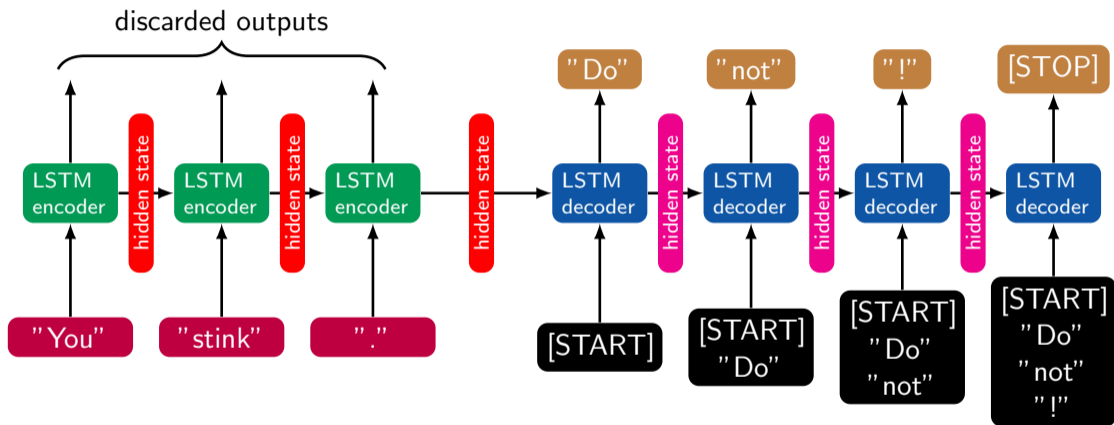 discarded outputs
"Do"
"not"
"!"
[STOP]
LSTM
encoder
hidden state
LSTM
encoder
hidden state
LSTM
encoder
hidden state
LSTM
decoder
hidden state
LSTM
decoder
hidden state
LSTM
decoder
hidden state
LSTM
decoder
"You"
"stink"
"."
[START]
[START]
"Do"
[START]
"Do"
"not"
[START]
"Do"
"not"
"!"